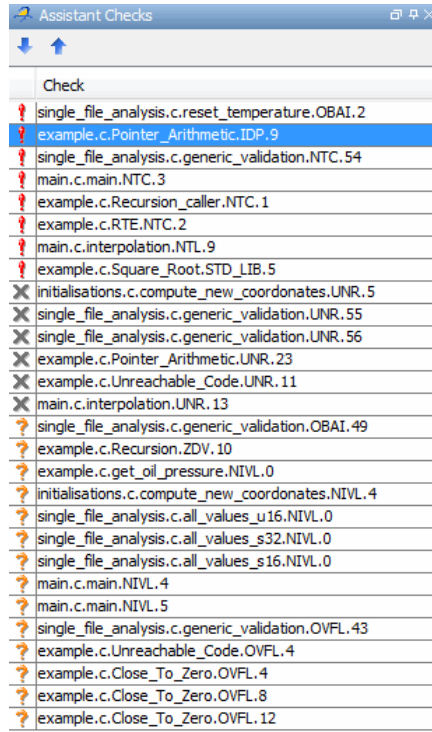 Assistant Checks
Check
single_file_analysis.c.reset_temperature.OBAI.2
example.c.Pointer_Arithmetic.IDP.9
single_file_analysis.c.generic_validation.NTC.54
main.c.main.NTC.3
example.c.Recursion_caller.NTC.1
example.c.RTE.NTC.2
main.c.interpolation.NTL.9
example.c.Square_Root.STD_LIB.5
initialisations.c.compute_new_coordonates.UNR.5
single_file_analysis.c.generic_validation.UNR.55
single_file_analysis.c.generic_validation.UNR.56
example.c.Pointer_Arithmetic.UNR.23
example.c.Unreachable_Code.UNR.11
main.c.interpolation.UNR.13
single_file_analysis.c.generic_validation.OBAI.49
example.c.Recursion.ZDV.10
example.c.get_oil_pressure.NIVL.0
initialisations.c.compute_new_coordonates.NIVL.4
single_file_analysis.c.all_values_u16.NIVL.0
single_file_analysis.c.all_values_s32.NIVL.0
single_file_analysis.c.all_values_s16.NIVL.0
main.c.main.NIVL.4
main.c.main.NIVL.5
single_file_analysis.c.generic_validation.OVFL.43
example.c.Unreachable_Code.OVFL.4
example.c.Close_To_Zero.OVFL.4
example.c.Close_To_Zero.OVFL.8
example.c.Close_To_Zero.OVFL.12